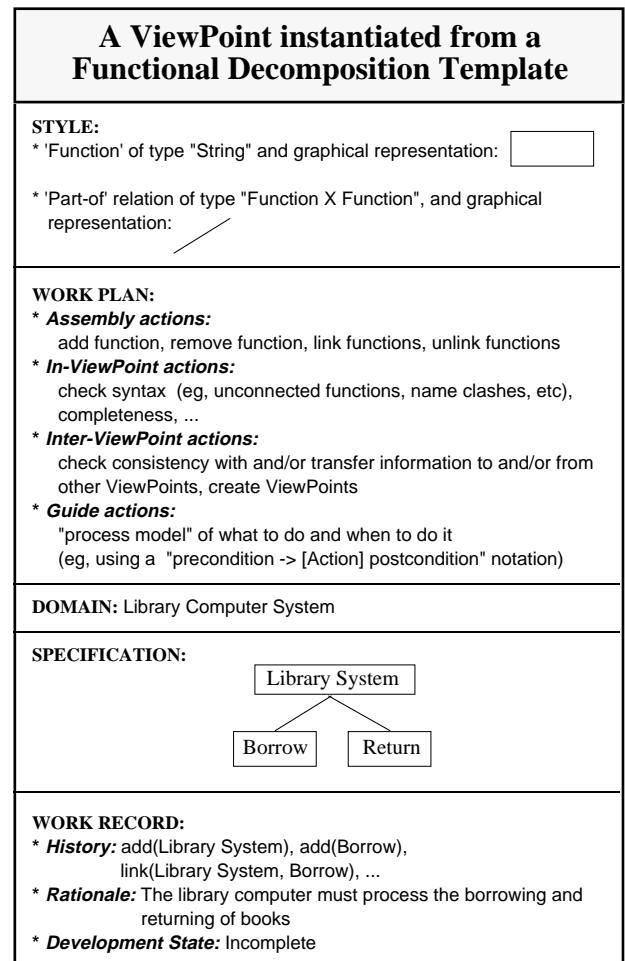 A ViewPoint instantiated from a
Functional Decomposition Template
STYLE:
* 'Function' of type "String" and graphical representation:
* 'Part-of' relation of type "Function X Function", and graphical
representation:
WORK PLAN:
* Assembly actions:
add function, remove function, link functions, unlink functions
* In-ViewPoint actions:
check syntax (eg, unconnected functions, name clashes, etc),
completeness, ...
* Inter-ViewPoint actions:
check consistency with and/or transfer information to and/or from
other ViewPoints, create ViewPoints
* Guide actions:
"process model" of what to do and when to do it
(eg, using a "precondition -> [Action] postcondition" notation)
DOMAIN: Library Computer System
SPECIFICATION:
Library System
Borrow Return
WORK RECORD:
* History: add(Library System), add(Borrow),
link(Library System, Borrow), ...
* Rationale: The library computer must process the borrowing and
returning of books
* Development State: Incomplete